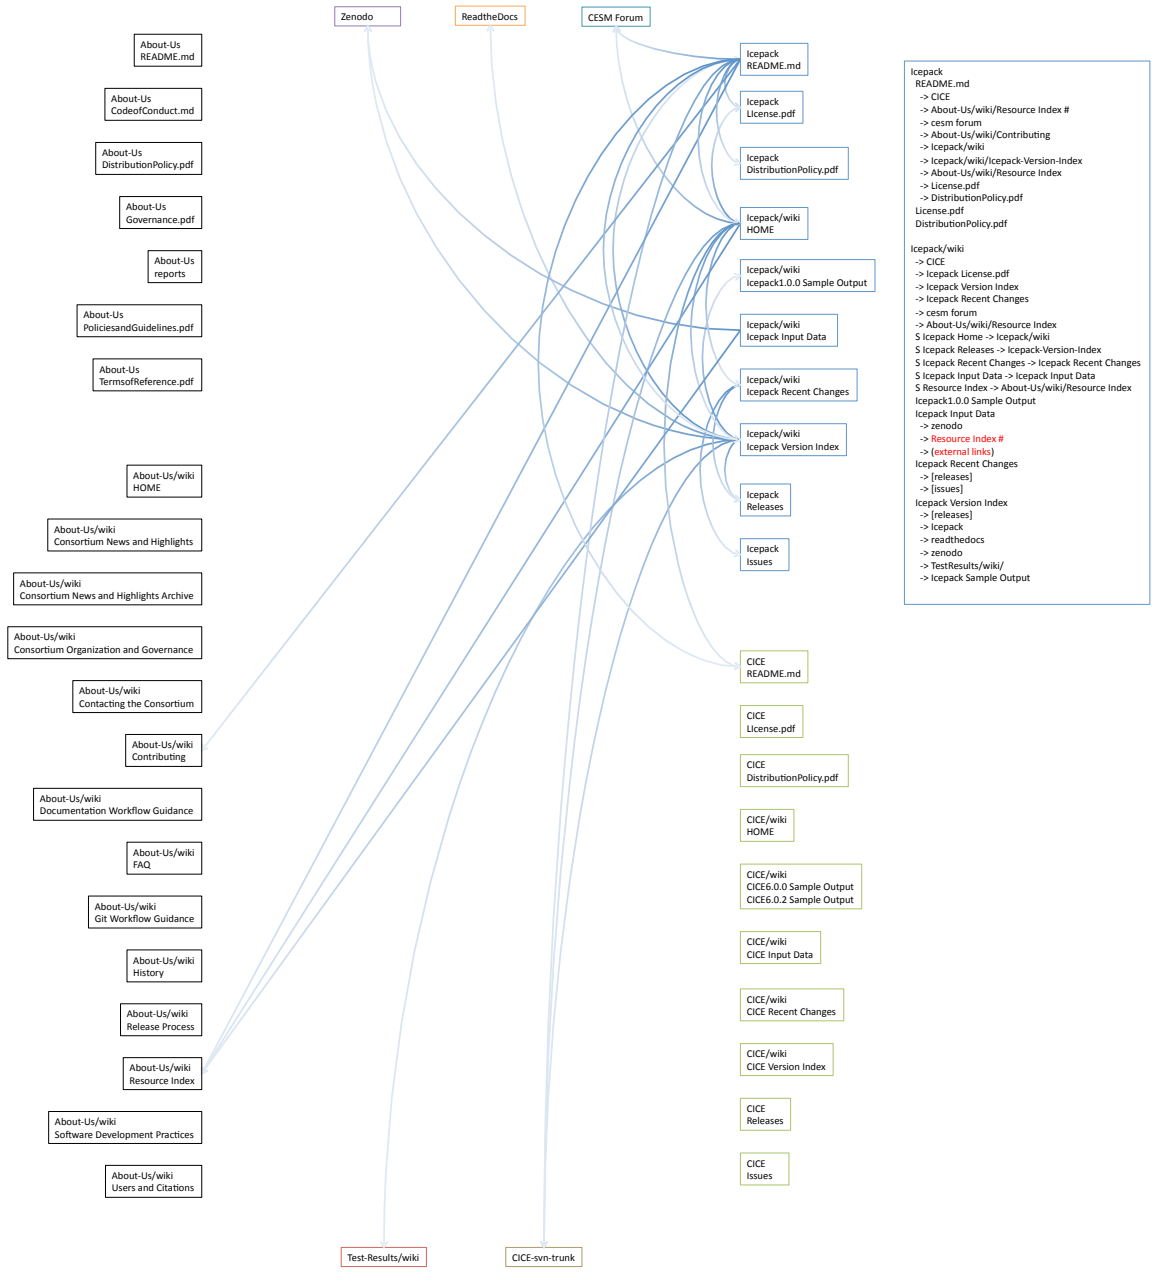 Zenodo
ReadtheDocs
CESM Forum
About-Us
README.md
About-Us
CodeofConduct.md
About-Us
DistributionPolicy.pdf
About-Us
Governance.pdf
About-Us
reports
About-Us
PoliciesandGuidelines.pdf
About-Us
TermsofReference.pdf
About-Us/wiki
HOME
About-Us/wiki
Consortium News and Highlights
About-Us/wiki
Consortium News and Highlights Archive
About-Us/wiki
Consortium Organization and Governance
About-Us/wiki
Contacting the Consortium
About-Us/wiki
Contributing
About-Us/wiki
Documentation Workflow Guidance
About-Us/wiki
FAQ
About-Us/wiki
Git Workflow Guidance
About-Us/wiki
History
About-Us/wiki
Release Process
About-Us/wiki
Resource Index
About-Us/wiki
Software Development Practices
About-Us/wiki
Users and Citations
Icepack
README.md
Icepack
LIcense.pdf
Icepack
DistributionPolicy.pdf
Icepack/wiki
HOME
Icepack/wiki
Icepack1.0.0 Sample Output
Icepack/wiki
Icepack Input Data
Icepack/wiki
Icepack Recent Changes
Icepack/wiki
Icepack Version Index
Icepack
Releases
Icepack
Issues
CICE
README.md
CICE
LIcense.pdf
CICE
DistributionPolicy.pdf
CICE/wiki
HOME
CICE/wiki
CICE6.0.0 Sample Output
CICE6.0.2 Sample Output
CICE/wiki
CICE Input Data
CICE/wiki
CICE Recent Changes
CICE/wiki
CICE Version Index
CICE
Releases
CICE
Issues
Icepack
README.md
-> CICE
-> About-Us/wiki/Resource Index #
-> cesm forum
-> About-Us/wiki/Contributing
-> Icepack/wiki
-> Icepack/wiki/Icepack-Version-Index
-> About-Us/wiki/Resource Index
-> License.pdf
-> DistributionPolicy.pdf
License.pdf
DistributionPolicy.pdf
Icepack/wiki
-> CICE
-> Icepack License.pdf
-> Icepack Version Index
-> Icepack Recent Changes
-> cesm forum
-> About-Us/wiki/Resource Index
S Icepack Home -> Icepack/wiki
S Icepack Releases -> Icepack-Version-Index
S Icepack Recent Changes -> Icepack Recent Changes
S Icepack Input Data -> Icepack Input Data
S Resource Index -> About-Us/wiki/Resource Index
Icepack1.0.0 Sample Output
Icepack Input Data
-> zenodo
-> Resource Index #
-> (external links)
Icepack Recent Changes
-> [releases]
-> [issues]
Icepack Version Index
-> [releases]
-> Icepack
-> readthedocs
-> zenodo
-> TestResults/wiki/
-> Icepack Sample Output
Test-Results/wiki
CICE-svn-trunk